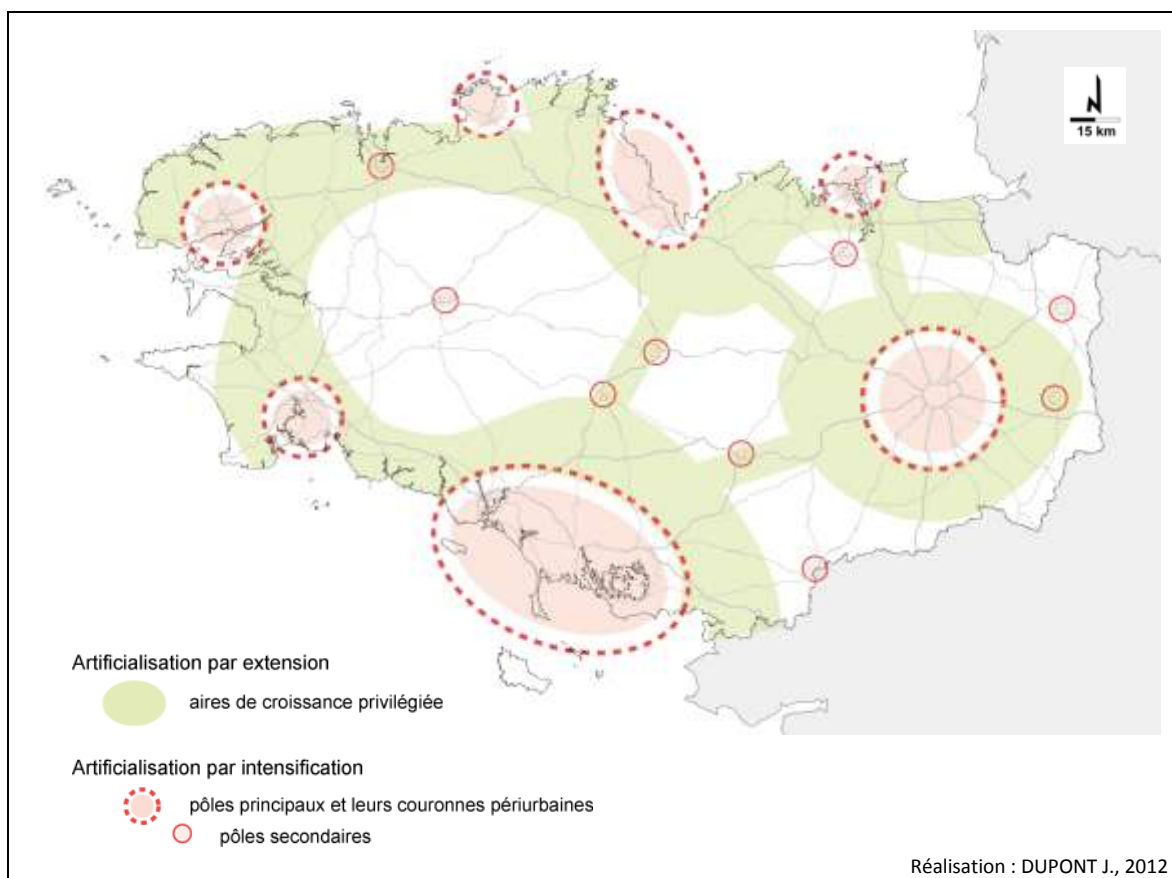 N
15 km
Artificialisation par extension
aires de croissance privilégiée
Artificialisation par intensification
pôles principaux et leurs couronnes périurbaines
pôles secondaires
Réalisation : DUPONT J., 2012